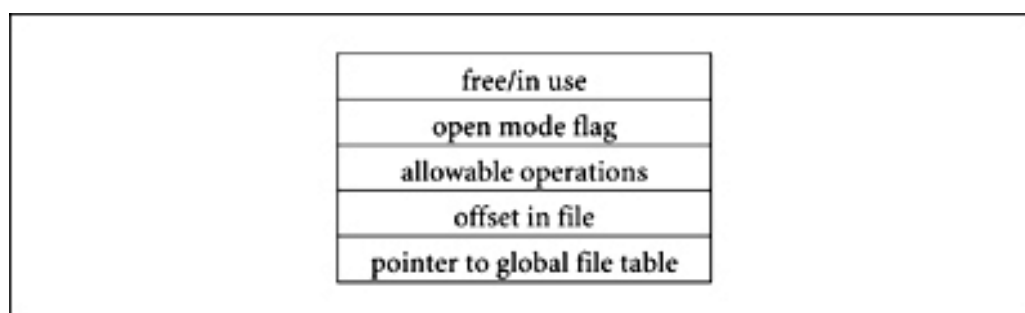 free/in use
open mode flag
allowable operations
offset in file
pointer to global file table